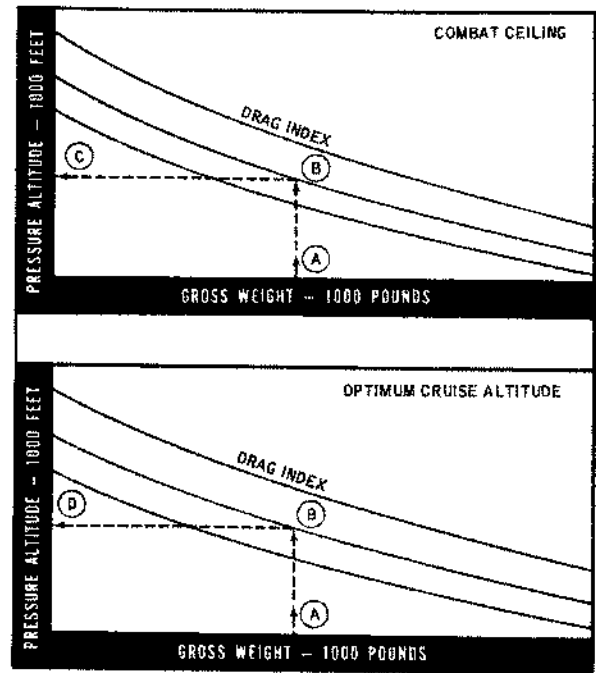 COMBAT CEILING
PRESSURE ALTITUDE – 1000 FEET
DRAG INDEX
C
B
A
GROSS WEIGHT – 1000 POUNDS
OPTIMUM CRUISE ALTITUDE
PRESSURE ALTITUDE – 1000 FEET
DRAG INDEX
D
B
A
GROSS WEIGHT – 1000 POUNDS